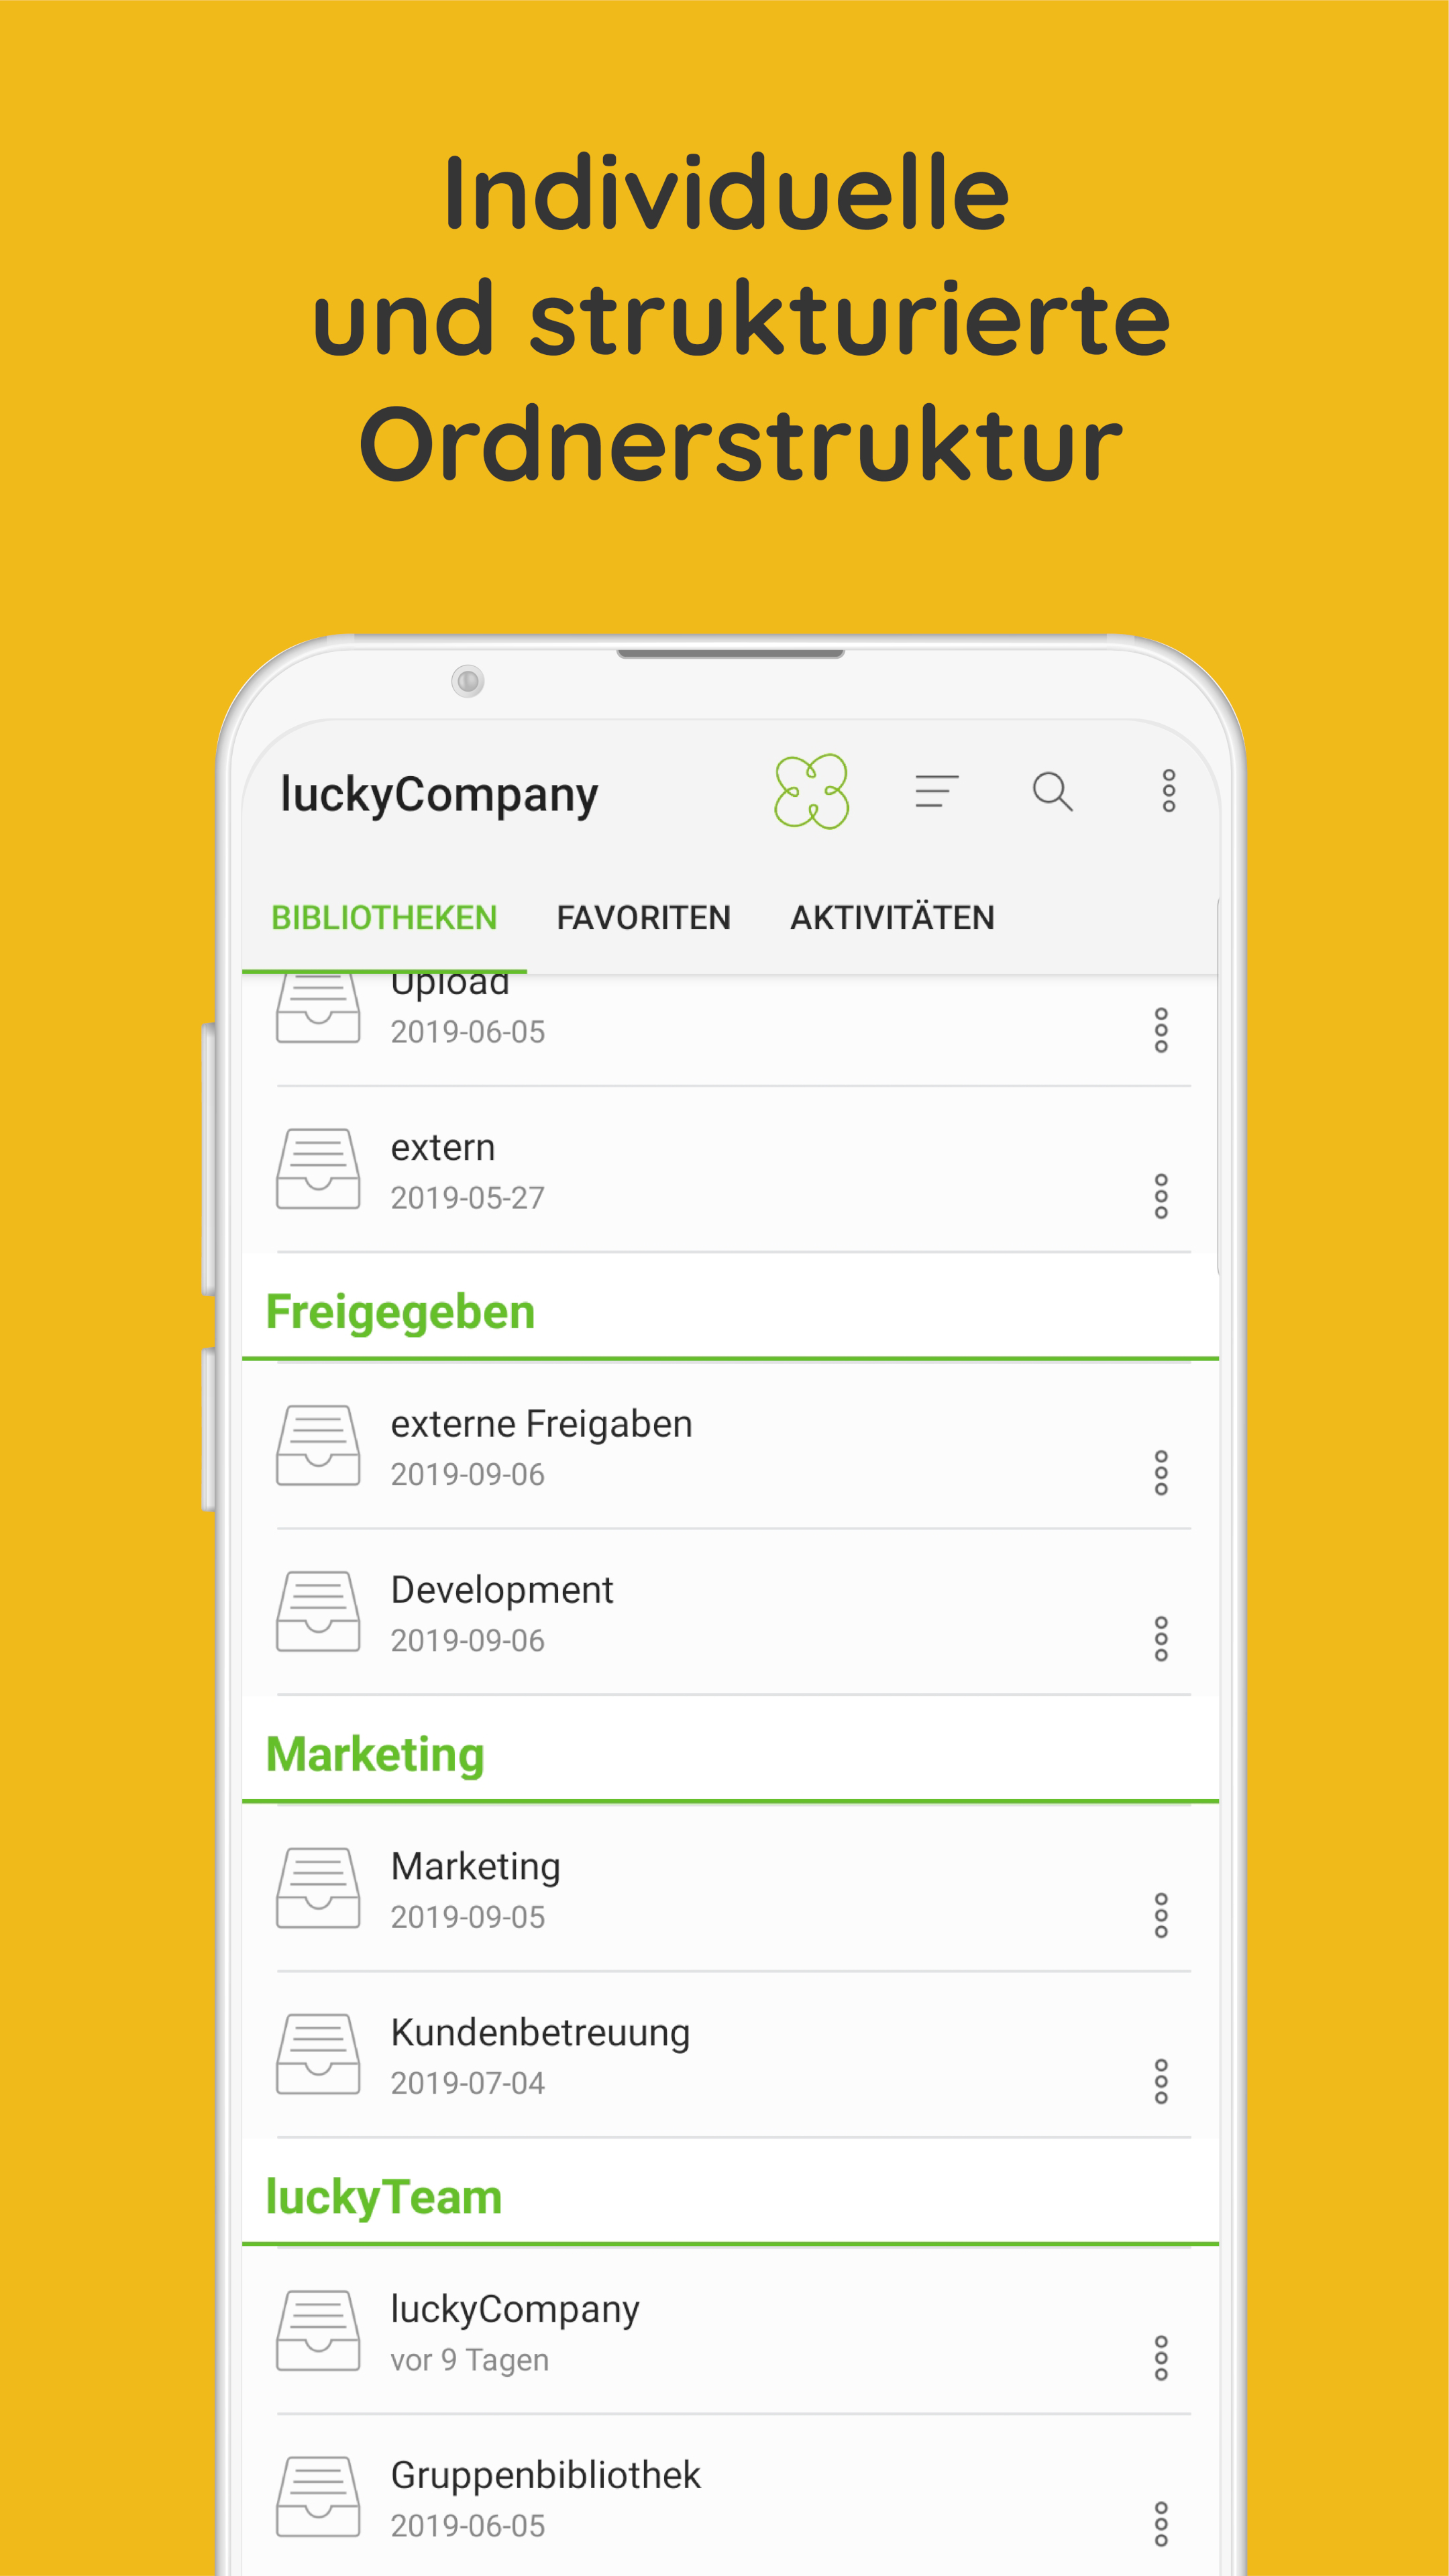 Individuelle
und strukturierte
Ordnerstruktur
luckyCompany
BIBLIOTHEKEN FAVORITEN AKTIVITÄTEN
Upload
2019-06-05
extern
2019-05-27
Freigegeben
externe Freigaben
2019-09-06
Development
2019-09-06
Marketing
Marketing
2019-09-05
Kundenbetreuung
2019-07-04
luckyTeam
luckyCompany
vor 9 Tagen
Gruppenbibliothek
2019-06-05